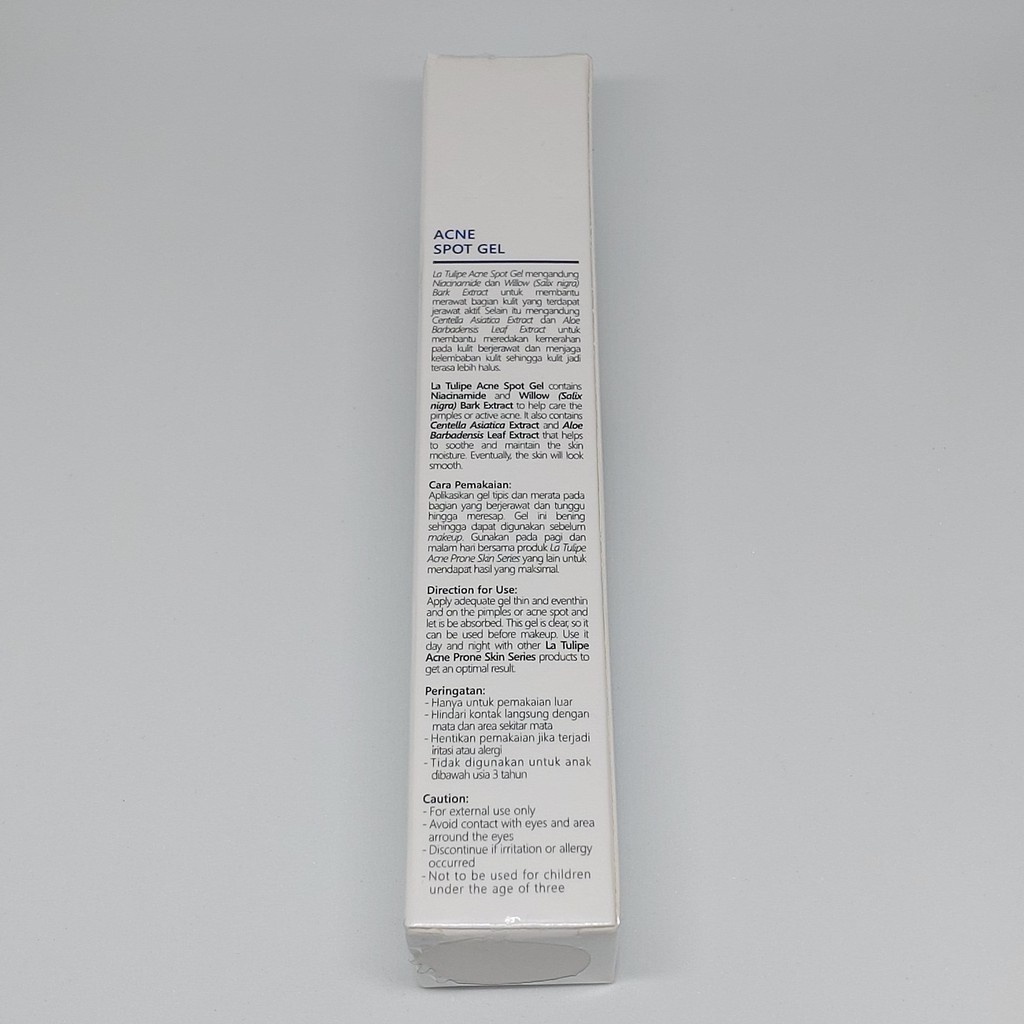 ACNE
SPOT GEL
La Tulipe Acne Spot Gel mengandung
Niacinamide dan Willow (Salix nigra)
Bark Extract untuk membantu
merawat bagian kulit yang terdapat
jerawat aktif. Selain itu mengandung
Centella Asiatica Extract dan Aloe
Barbadensis Leaf Extract untuk
membantu meredakan kemerahan
pada kulit berjerawat dan menjaga
kelembaban kulit sehingga kulit jadi
terasa lebih halus.
La Tulipe Acne Spot Gel contains
Niacinamide and Willow (Salix
nigra) Bark Extract to help care the
pimples or active acne. It also contains
Centella Asiatica Extract and Aloe
Barbadensis Leaf Extract that helps
to soothe and maintain the skin
moisture. Eventually, the skin will look
smooth.
Cara Pemakaian:
Aplikasikan gel tipis dan merata pada
bagian yang berjerawat dan tunggu
hingga meresap. Gel ini bening
sehingga dapat digunakan sebelum
makeup. Gunakan pada pagi dan
malam hari bersama produk La Tulipe
Acne Prone Skin Series yang lain untuk
mendapat hasil yang maksimal.
Direction for Use:
Apply adequate gel thin and eventhin
and on the pimples or acne spot and
let is be absorbed. This gel is clear, so it
can be used before makeup. Use it
day and night with other La Tulipe
Acne Prone Skin Series products to
get an optimal result.
Peringatan:
- Hanya untuk pemakaian luar
- Hindari kontak langsung dengan
mata dan area sekitar mata
- Hentikan pemakaian jika terjadi
iritasi atau alergi
- Tidak digunakan untuk anak
dibawah usia 3 tahun
Caution:
- For external use only
- Avoid contact with eyes and area
arround the eyes
- Discontinue if irritation or allergy
occurred
- Not to be used for children
under the age of three